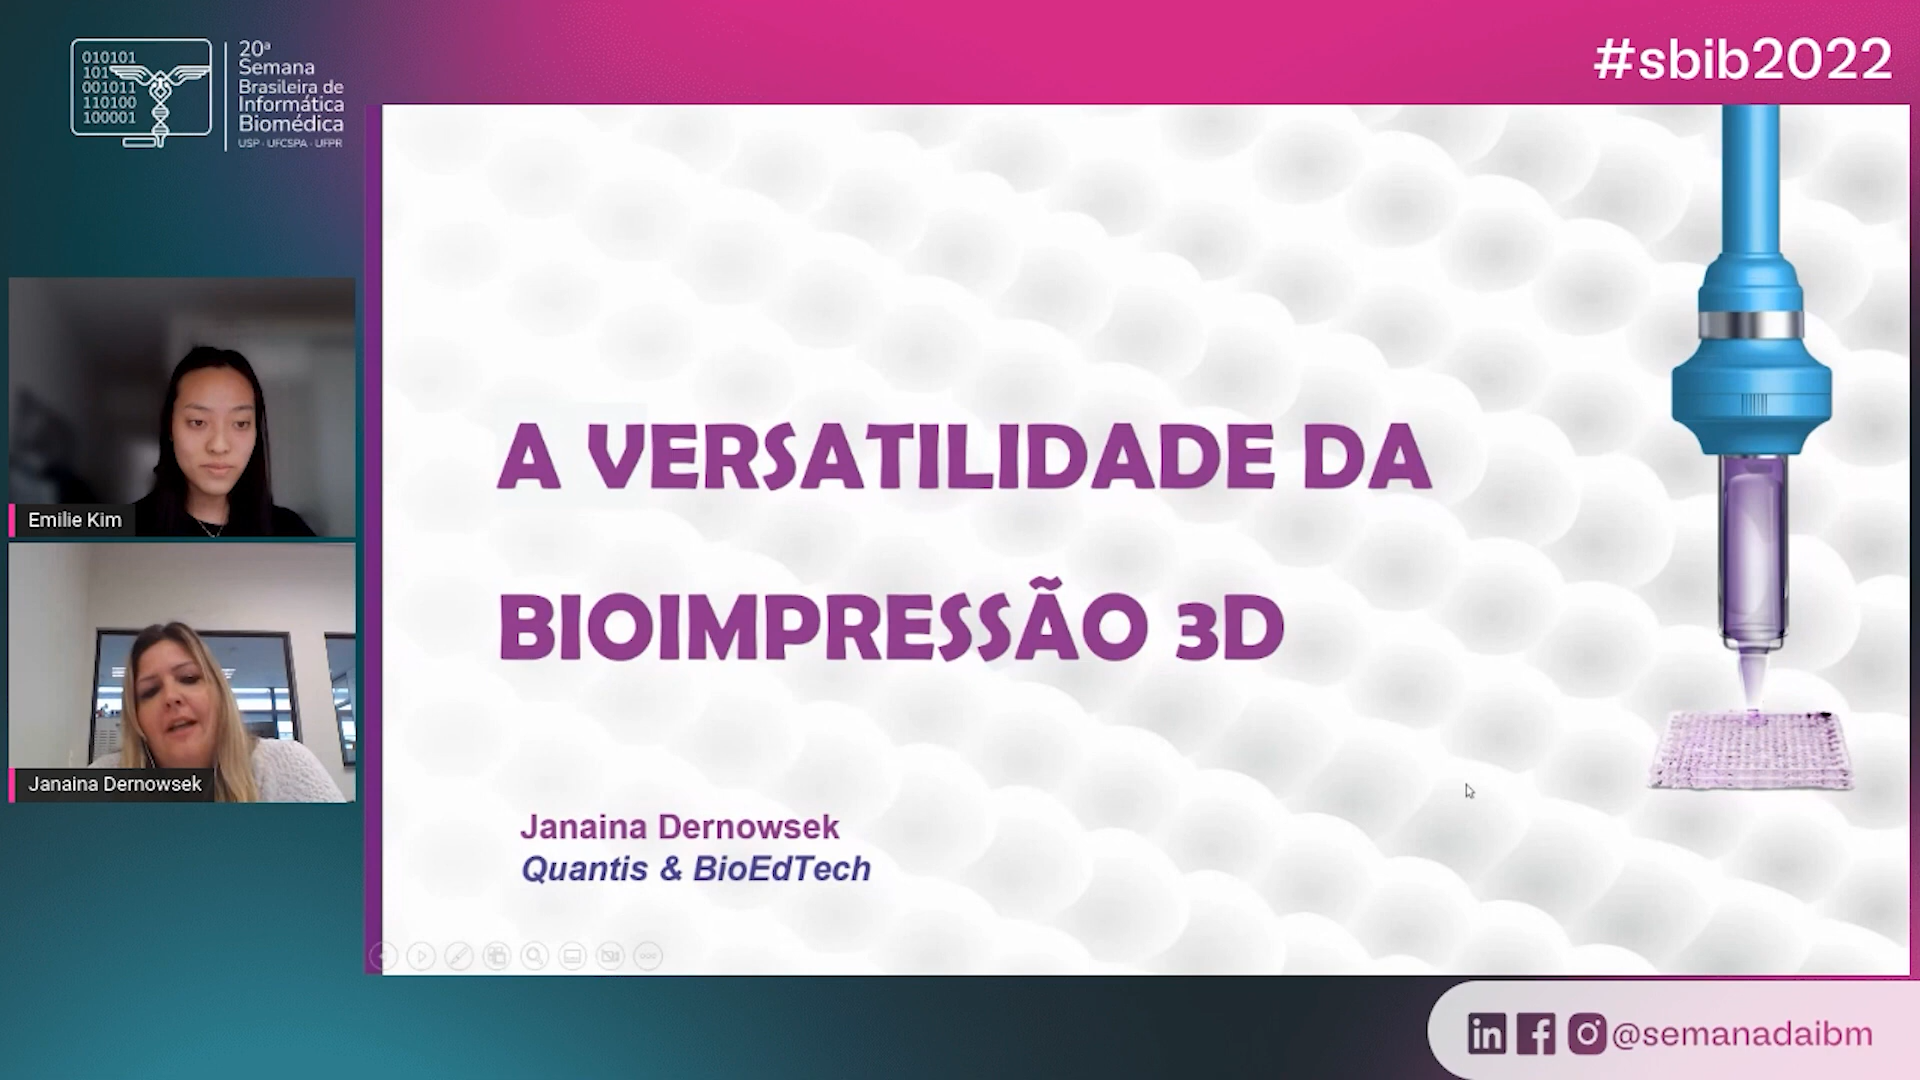 010101
101
001011
110100
100001
20ª
Semana
Brasileira de
Informática
Biomédica
USP · UFCSPA · UFPR
#sbib2022
Emilie Kim
Janaina Dernowsek
A VERSATILIDADE DA
BIOIMPRESSÃO 3D
Janaina Dernowsek
Quantis & BioEdTech
in f @semanadaibm